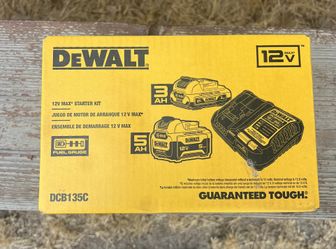 DEWALT
12V MAX*
12V MAX* STARTER KIT
JUEGO DE MOTOR DE ARRANQUE 12 V MAX*
ENSEMBLE DE DÉMARRAGE 12 V MAX
3 AH
5 AH
FUEL GAUGE
DCB135C
GUARANTEED TOUGH.